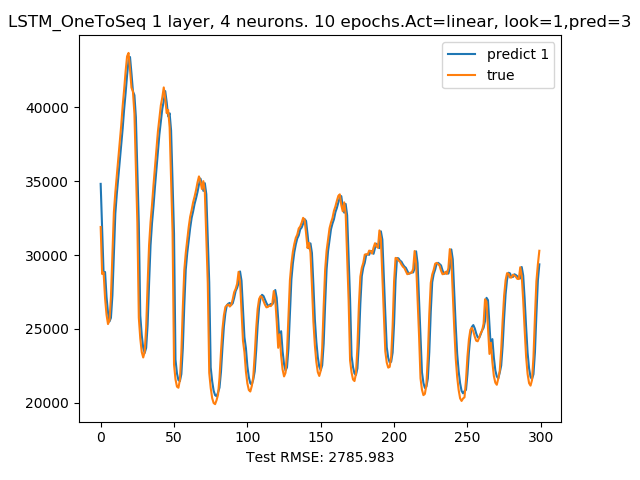 LSTM_OneToSeq 1 layer, 4 neurons. 10 epochs.Act=linear, look=1,pred=3
predict 1
true
40000
35000
30000
25000
20000
0 50 100 150 200 250 300
Test RMSE: 2785.983